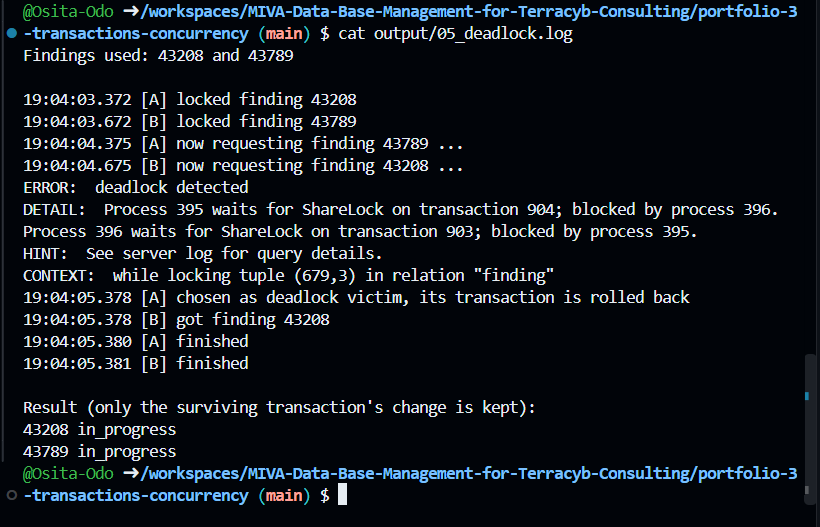 @Osita-Odo ➜/workspaces/MIVA-Data-Base-Management-for-Terracyb-Consulting/portfolio-3
-transactions-concurrency (main) $ cat output/05_deadlock.log
Findings used: 43208 and 43789

19:04:03.372 [A] locked finding 43208
19:04:03.672 [B] locked finding 43789
19:04:04.375 [A] now requesting finding 43789 ...
19:04:04.675 [B] now requesting finding 43208 ...
ERROR:  deadlock detected
DETAIL:  Process 395 waits for ShareLock on transaction 904; blocked by process 396.
Process 396 waits for ShareLock on transaction 903; blocked by process 395.
HINT:  See server log for query details.
CONTEXT:  while locking tuple (679,3) in relation "finding"
19:04:05.378 [A] chosen as deadlock victim, its transaction is rolled back
19:04:05.378 [B] got finding 43208
19:04:05.380 [A] finished
19:04:05.381 [B] finished

Result (only the surviving transaction's change is kept):
43208 in_progress
43789 in_progress
@Osita-Odo ➜/workspaces/MIVA-Data-Base-Management-for-Terracyb-Consulting/portfolio-3
-transactions-concurrency (main) $